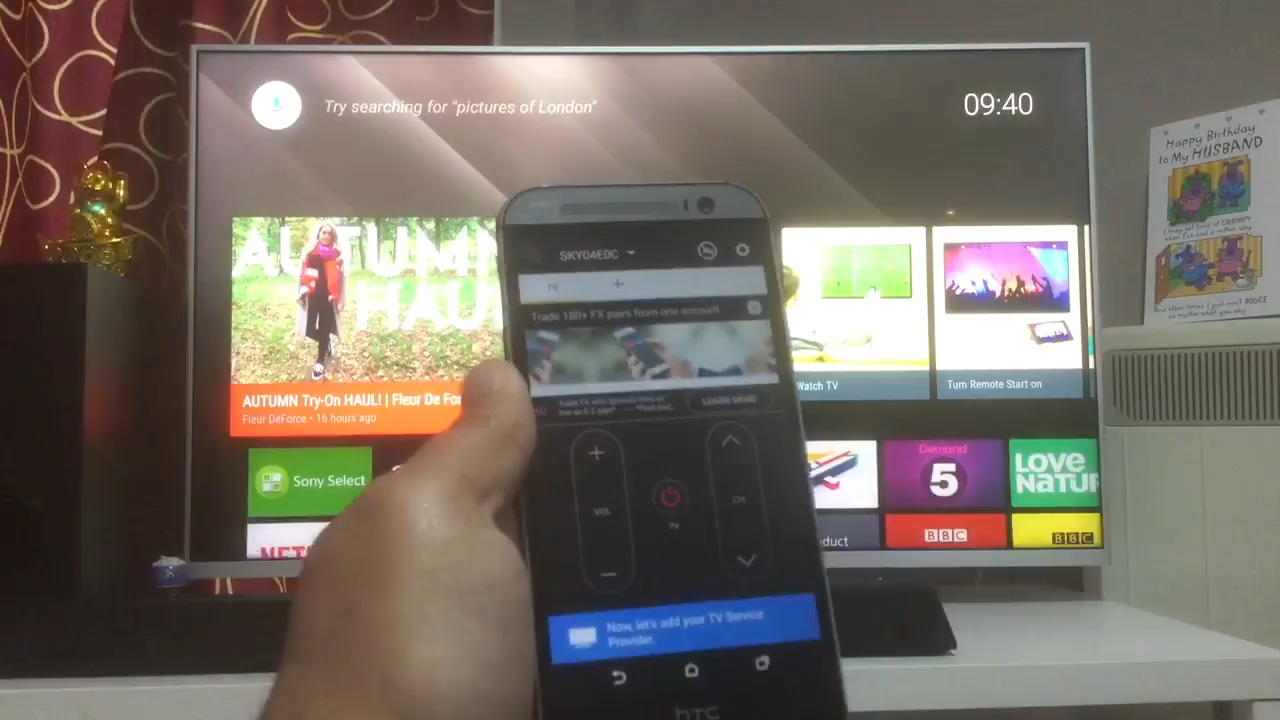 Try searching for "pictures of London"
09:40
Happy Birthday
to My HUSBAND
AUTUMN
HAUL
SKY04E0C
TV +
Trade 180+ FX pairs from one account
LEARN MORE
AUTUMN Try-On HAUL! | Fleur De For
Fleur DeForce • 16 hours ago
Watch TV
Turn Remote Start on
Sony Select
+
VOL
CH
TV
Demand
5
LOVE
NATUR
BBC
BBC
duct
Now, let's add your TV Service
Provider.
hTC